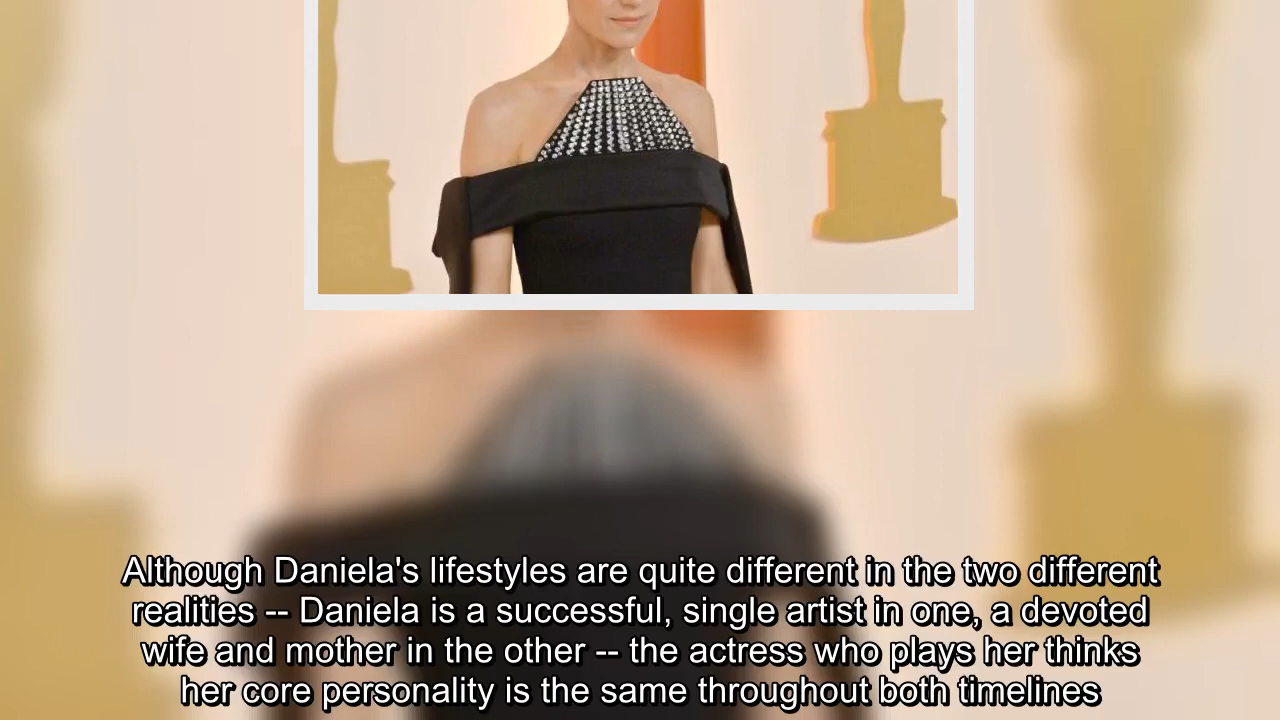 Although Daniela's lifestyles are quite different in the two different
realities -- Daniela is a successful, single artist in one, a devoted
wife and mother in the other -- the actress who plays her thinks
her core personality is the same throughout both timelines